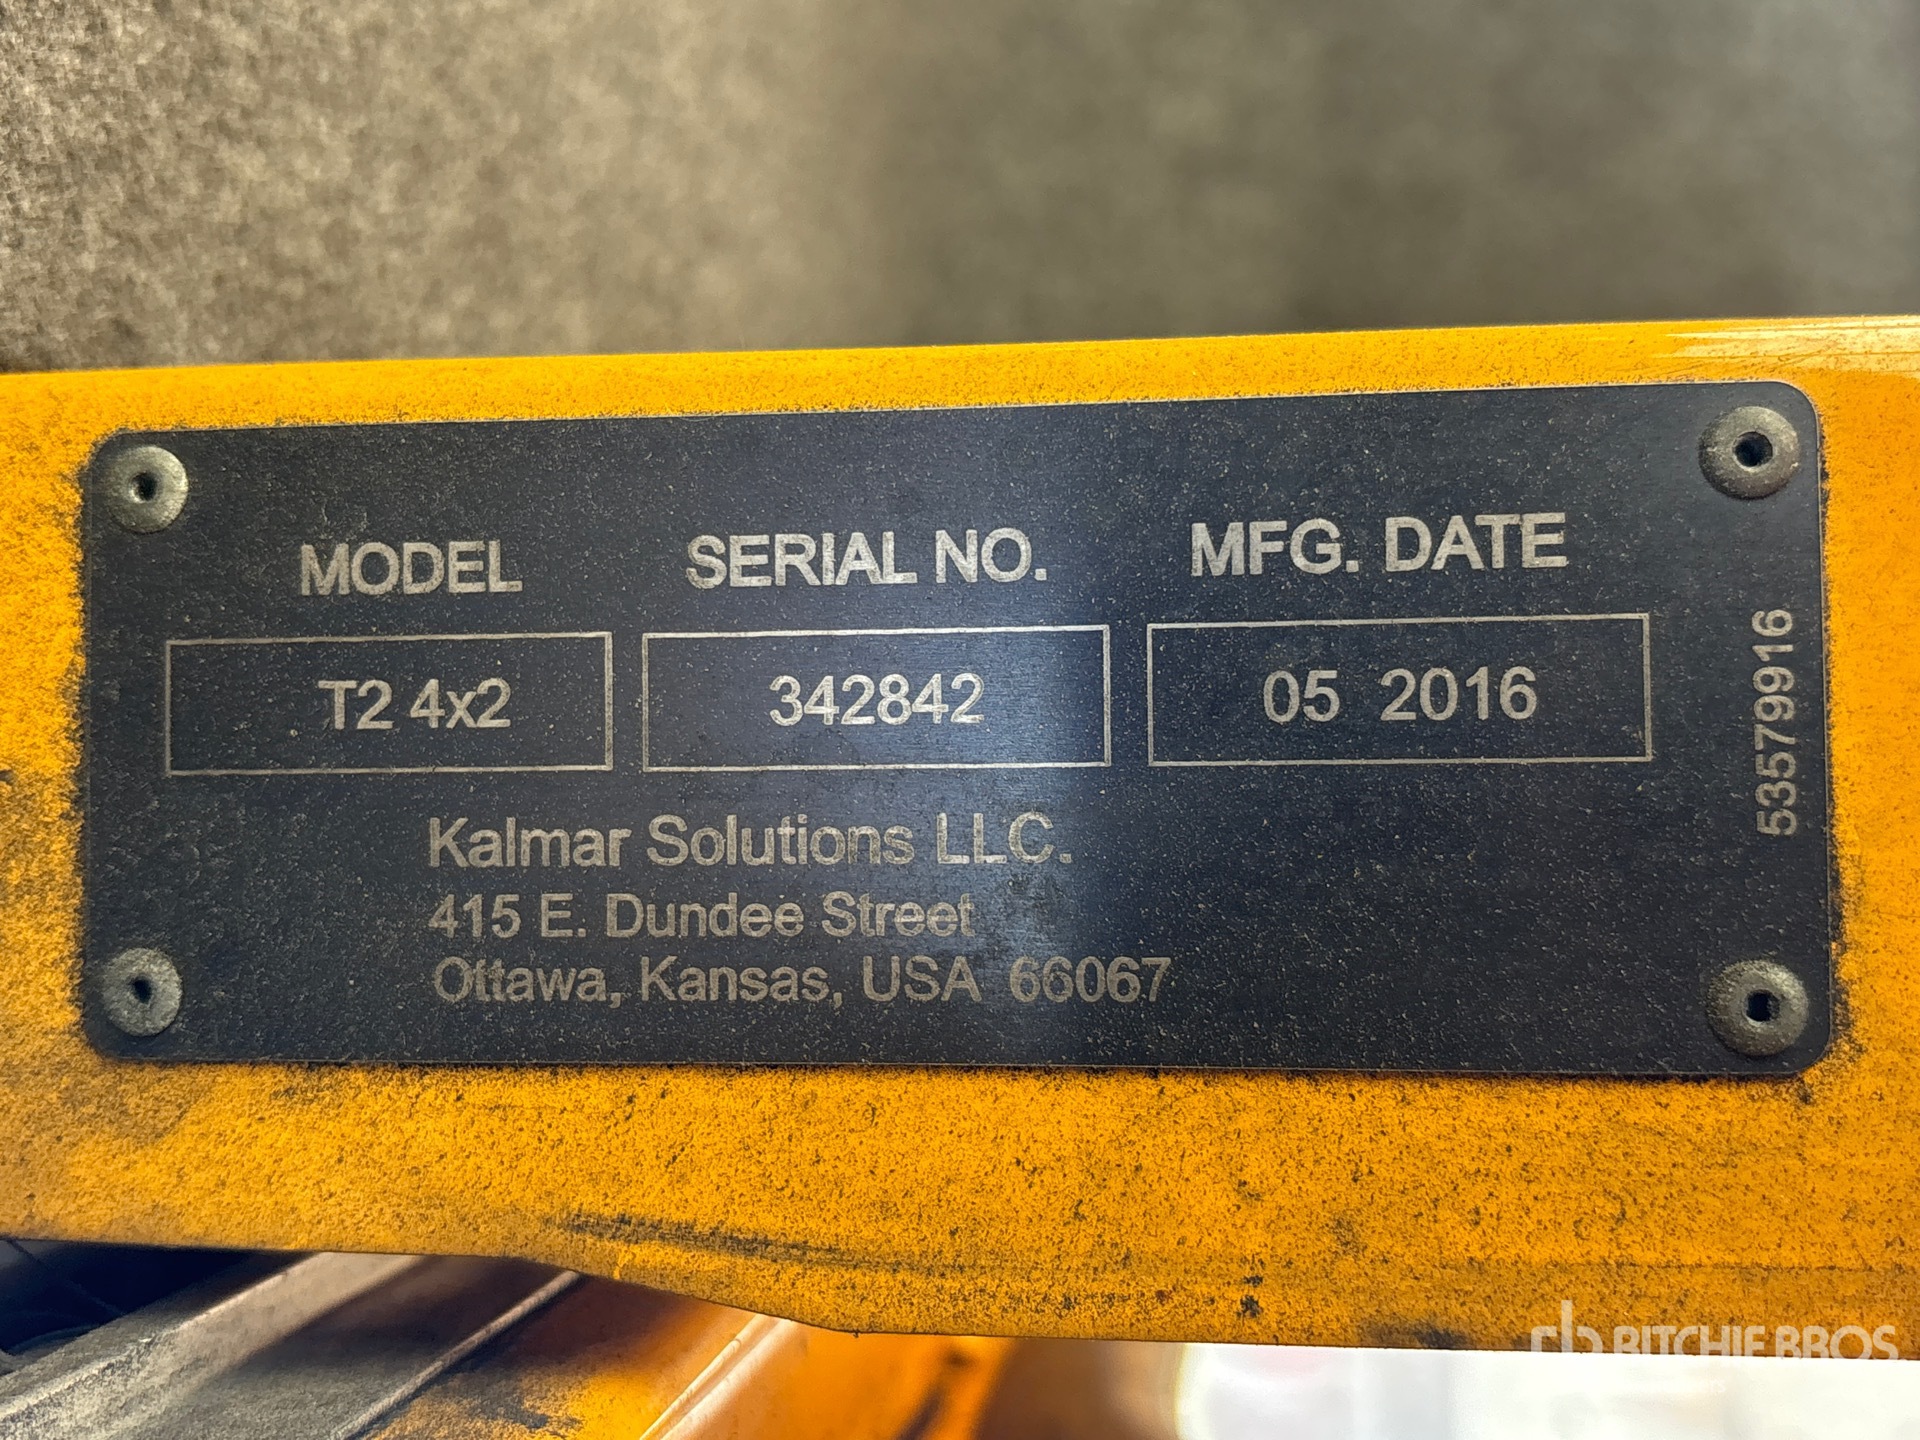 MODEL SERIAL NO. MFG. DATE
T2 4x2 342842 05 2016
Kalmar Solutions LLC.
415 E. Dundee Street
Ottawa, Kansas, USA 66067
53579916
rb RITCHIE BROS.